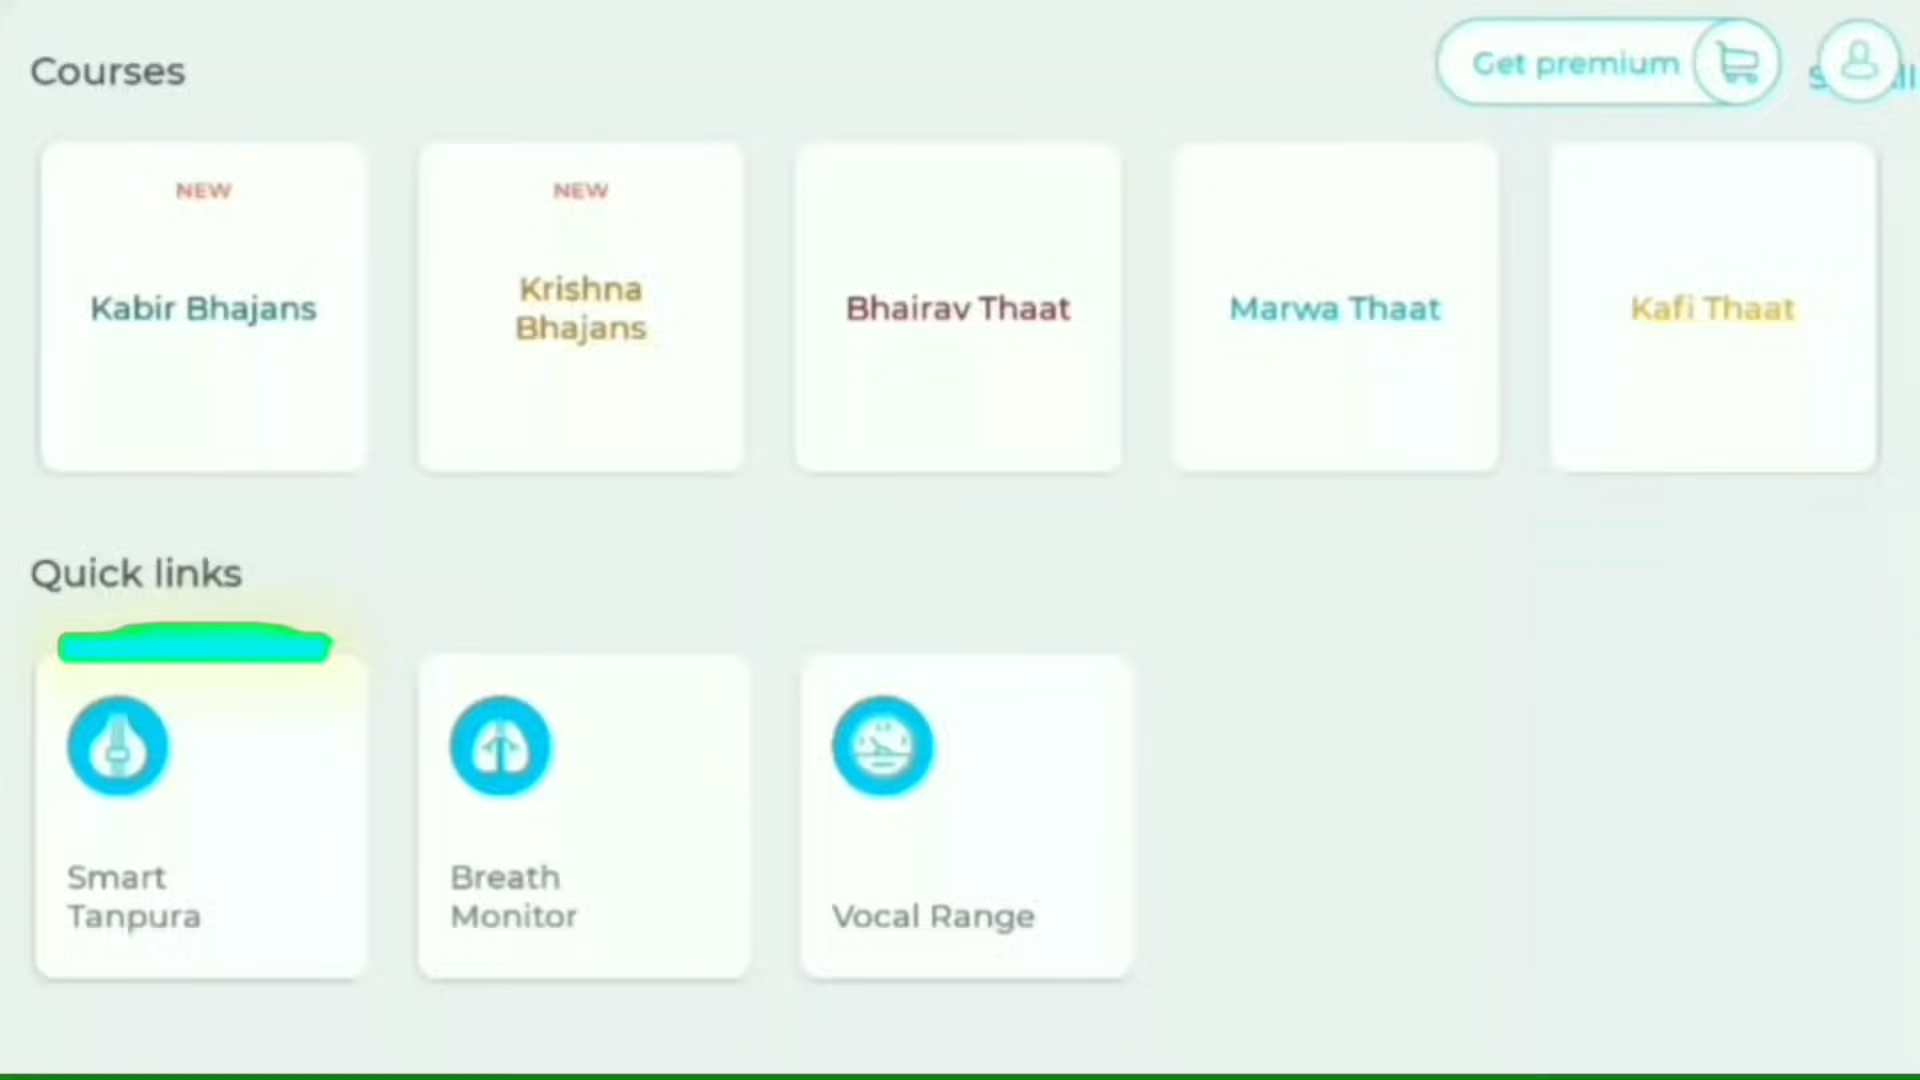 Courses
Get premium
NEW
Kabir Bhajans
NEW
Krishna
Bhajans
Bhairav Thaat
Marwa Thaat
Kafi Thaat
Quick links
Smart
Tanpura
Breath
Monitor
Vocal Range